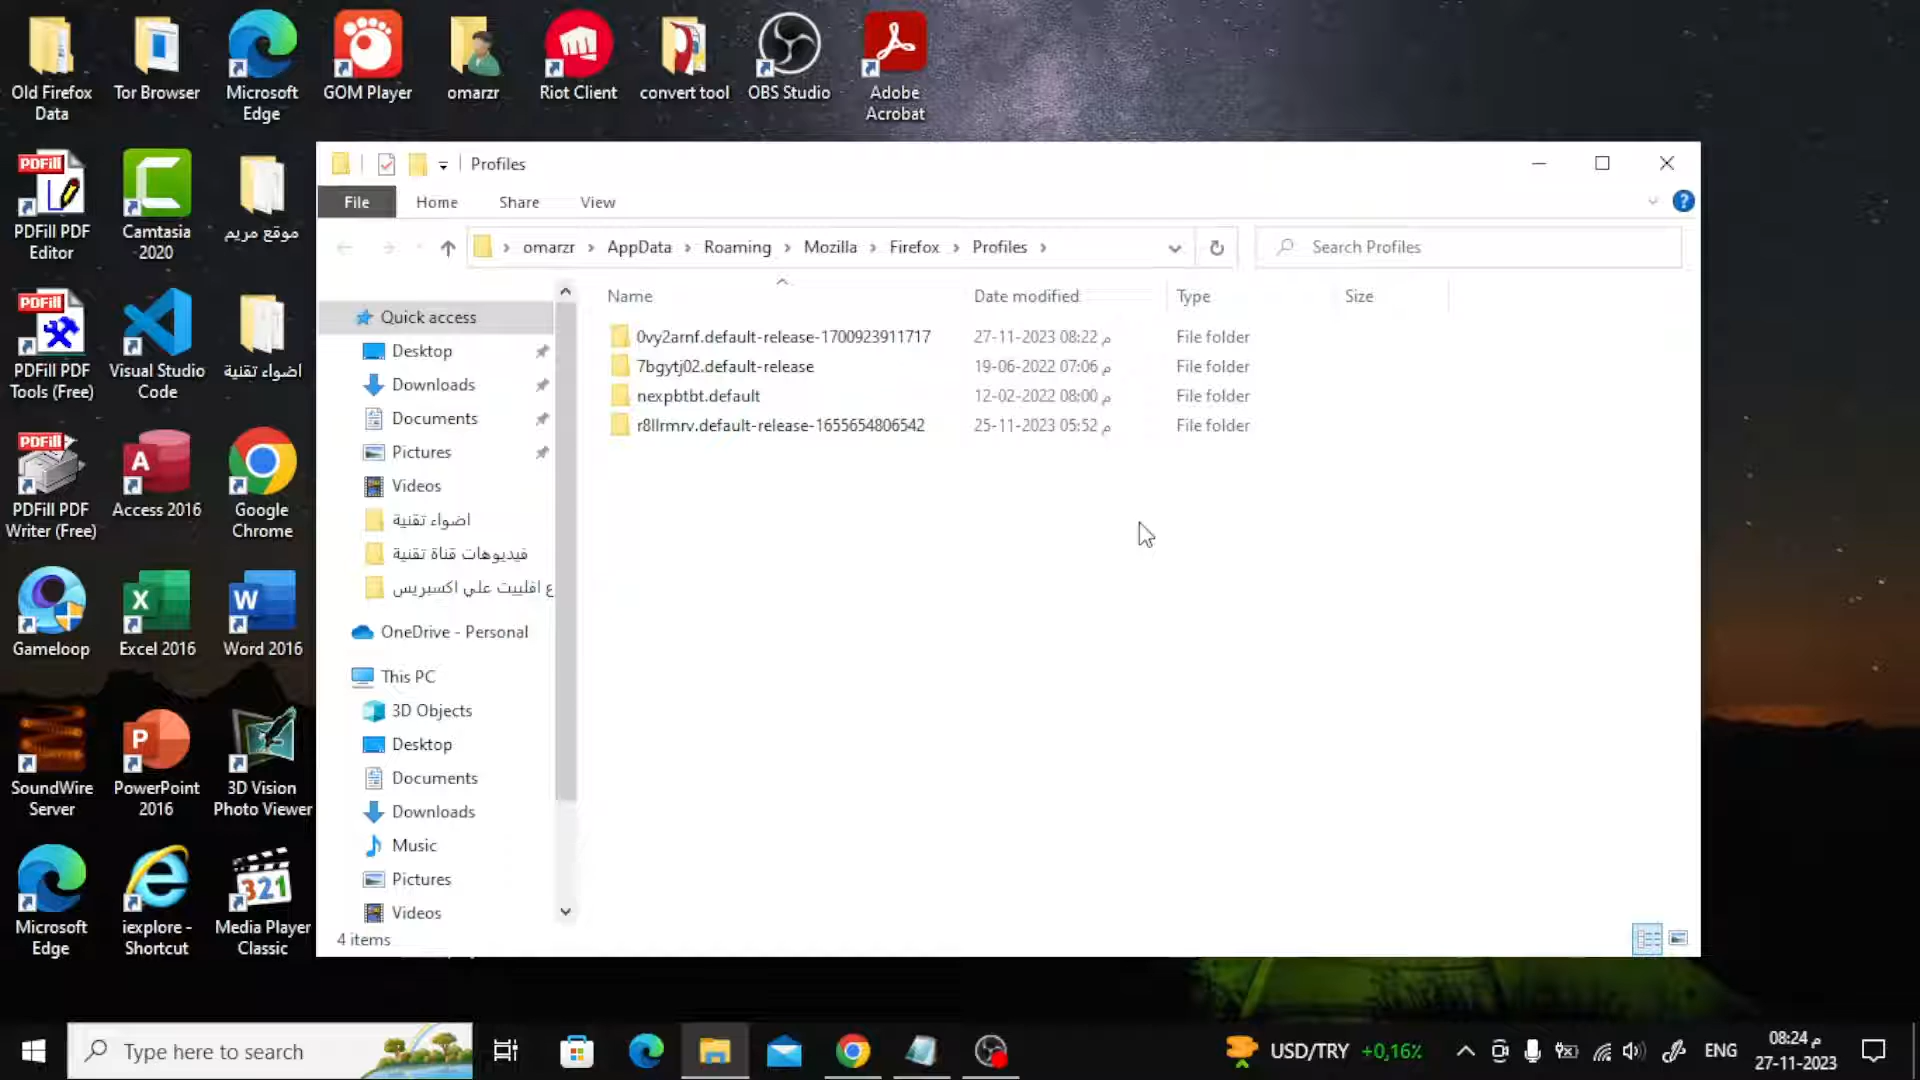 Old Firefox
Data
Tor Browser
Microsoft
Edge
GOM Player
omarzr
Riot Client
convert tool
OBS Studio
Adobe
Acrobat
PDFill
PDFill PDF
Editor
Camtasia
2020
موقع مريم
PDFill
PDFill PDF
Tools (Free)
Visual Studio
Code
اضواء تقنية
PDFill
PDFill PDF
Writer (Free)
Access 2016
Google
Chrome
Gameloop
Excel 2016
Word 2016
SoundWire
Server
PowerPoint
2016
3D Vision
Photo Viewer
Microsoft
Edge
iexplore -
Shortcut
321
Media Player
Classic
Profiles
File
Home
Share
View
omarzr
AppData
Roaming
Mozilla
Firefox
Profiles
Search Profiles
Name
Date modified
Type
Size
0vy2arnf.default-release-1700923911717
27-11-2023 08:22 م
File folder
7bgytj02.default-release
19-06-2022 07:06 م
File folder
nexpbtbt.default
12-02-2022 08:00 م
File folder
r8llrmrv.default-release-1655654806542
25-11-2023 05:52 م
File folder
Quick access
Desktop
Downloads
Documents
Pictures
Videos
اضواء تقنية
فيديوهات قناة تقنية
ع افلييت علي اكسبريس
OneDrive - Personal
This PC
3D Objects
Desktop
Documents
Downloads
Music
Pictures
Videos
4 items
Type here to search
USD/TRY +0,16%
ENG
08:24 م
27-11-2023